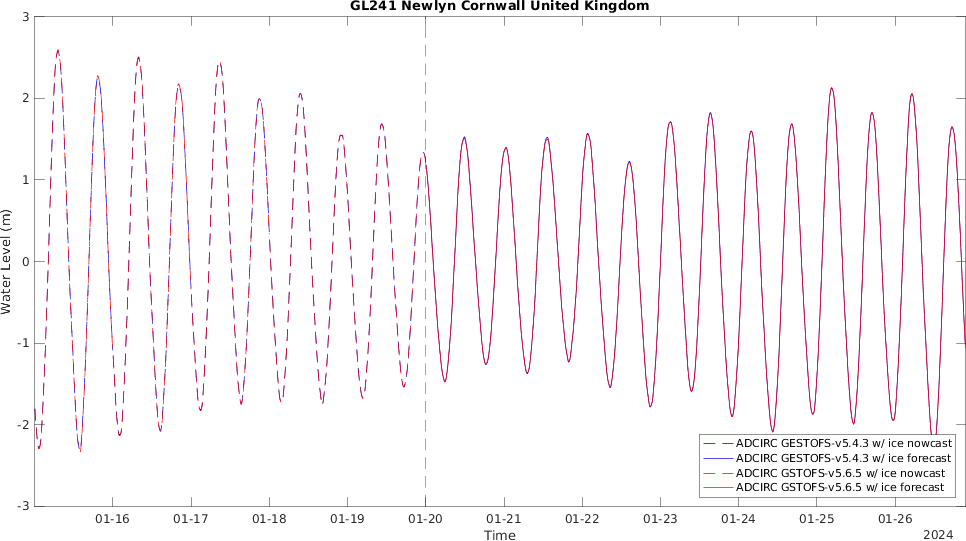 GL241 Newlyn Cornwall United Kingdom
3
2
1
0
-1
-2
-3
Water Level (m)
ADCIRC GESTOFS-v5.4.3 w/ ice nowcast
ADCIRC GESTOFS-v5.4.3 w/ ice forecast
ADCIRC GSTOFS-v5.6.5 w/ ice nowcast
ADCIRC GSTOFS-v5.6.5 w/ ice forecast
01-16 01-17 01-18 01-19 01-20 01-21 01-22 01-23 01-24 01-25 01-26
Time
2024